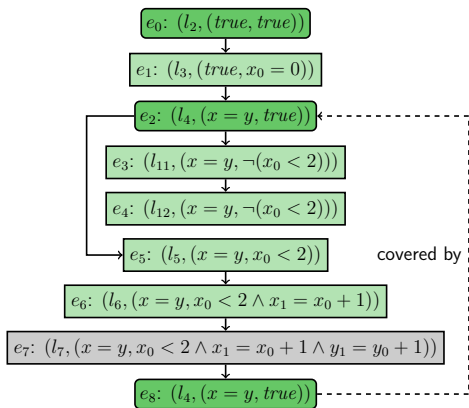 e₀: (l₂, (true, true))
e₁: (l₃, (true, x₀ = 0))
e₂: (l₄, (x = y, true))
e₃: (l₁₁, (x = y, ¬(x₀ < 2)))
e₄: (l₁₂, (x = y, ¬(x₀ < 2)))
e₅: (l₅, (x = y, x₀ < 2))
covered by
e₆: (l₆, (x = y, x₀ < 2 ∧ x₁ = x₀ + 1))
e₇: (l₇, (x = y, x₀ < 2 ∧ x₁ = x₀ + 1 ∧ y₁ = y₀ + 1))
e₈: (l₄, (x = y, true))